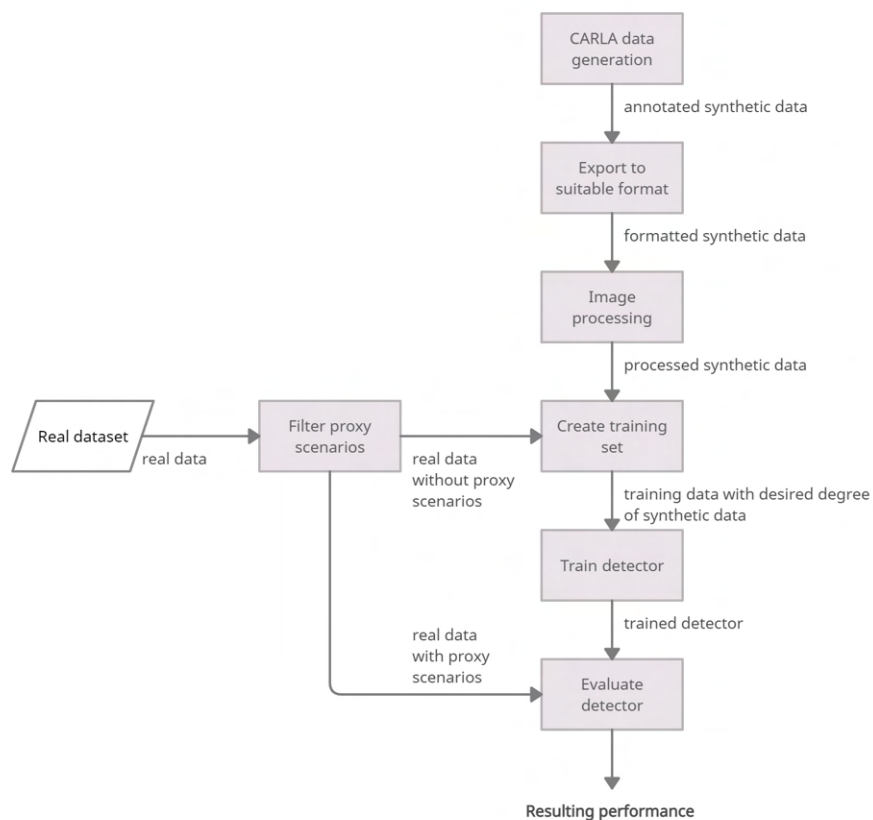 CARLA data
generation
annotated synthetic data
Export to
suitable format
formatted synthetic data
Image
processing
processed synthetic data
Real dataset
real data
Filter proxy
scenarios
real data
without proxy
scenarios
Create training
set
training data with desired degree
of synthetic data
Train detector
trained detector
real data
with proxy
scenarios
Evaluate
detector
Resulting performance